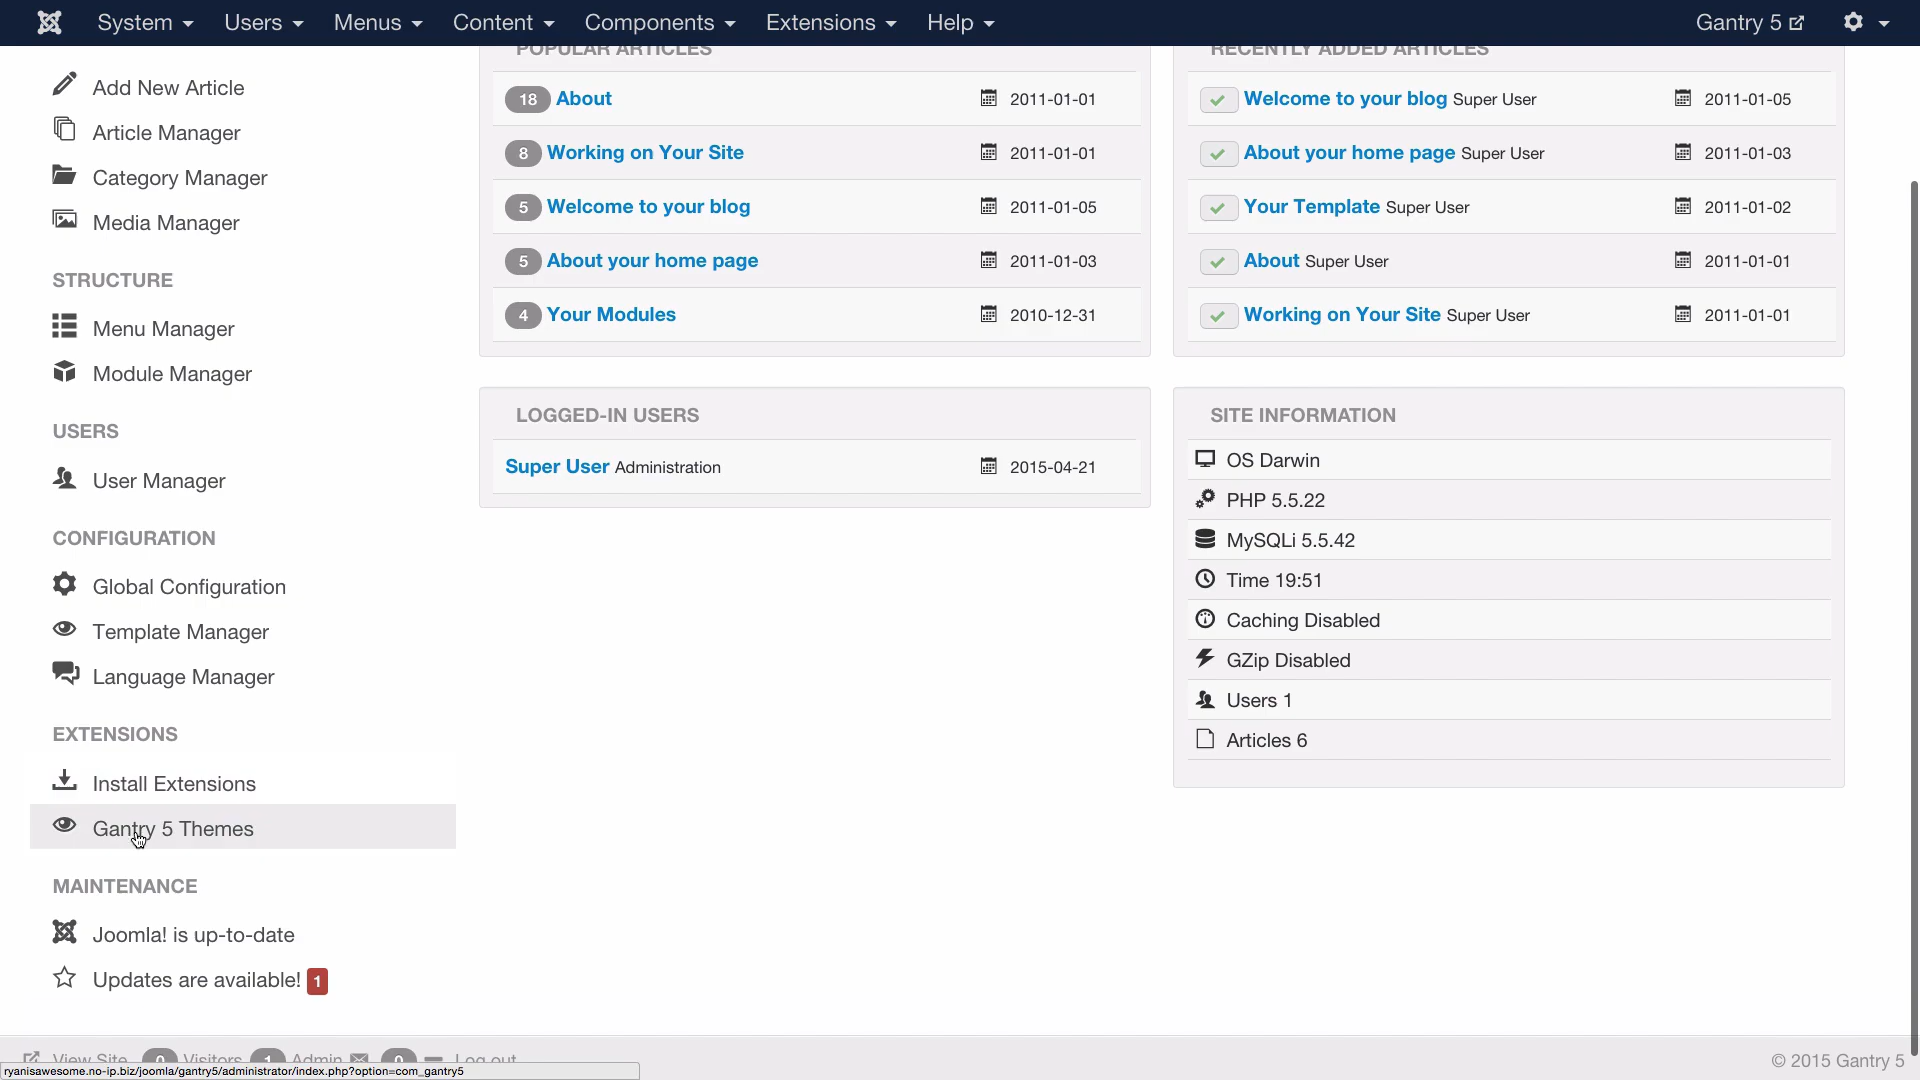 System Users Menus Content Components Extensions Help Gantry 5
Add New Article
Article Manager
Category Manager
Media Manager
STRUCTURE
Menu Manager
Module Manager
USERS
User Manager
CONFIGURATION
Global Configuration
Template Manager
Language Manager
EXTENSIONS
Install Extensions
Gantry 5 Themes
MAINTENANCE
Joomla! is up-to-date
Updates are available! 1
POPULAR ARTICLES
18 About 2011-01-01
8 Working on Your Site 2011-01-01
5 Welcome to your blog 2011-01-05
5 About your home page 2011-01-03
4 Your Modules 2010-12-31
RECENTLY ADDED ARTICLES
Welcome to your blog Super User 2011-01-05
About your home page Super User 2011-01-03
Your Template Super User 2011-01-02
About Super User 2011-01-01
Working on Your Site Super User 2011-01-01
LOGGED-IN USERS
Super User Administration 2015-04-21
SITE INFORMATION
OS Darwin
PHP 5.5.22
MySQLi 5.5.42
Time 19:51
Caching Disabled
GZip Disabled
Users 1
Articles 6
View Site 0 Visitors 1 Admin 0 Log out © 2015 Gantry 5
ryanisawesome.no-ip.biz/joomla/gantry5/administrator/index.php?option=com_gantry5